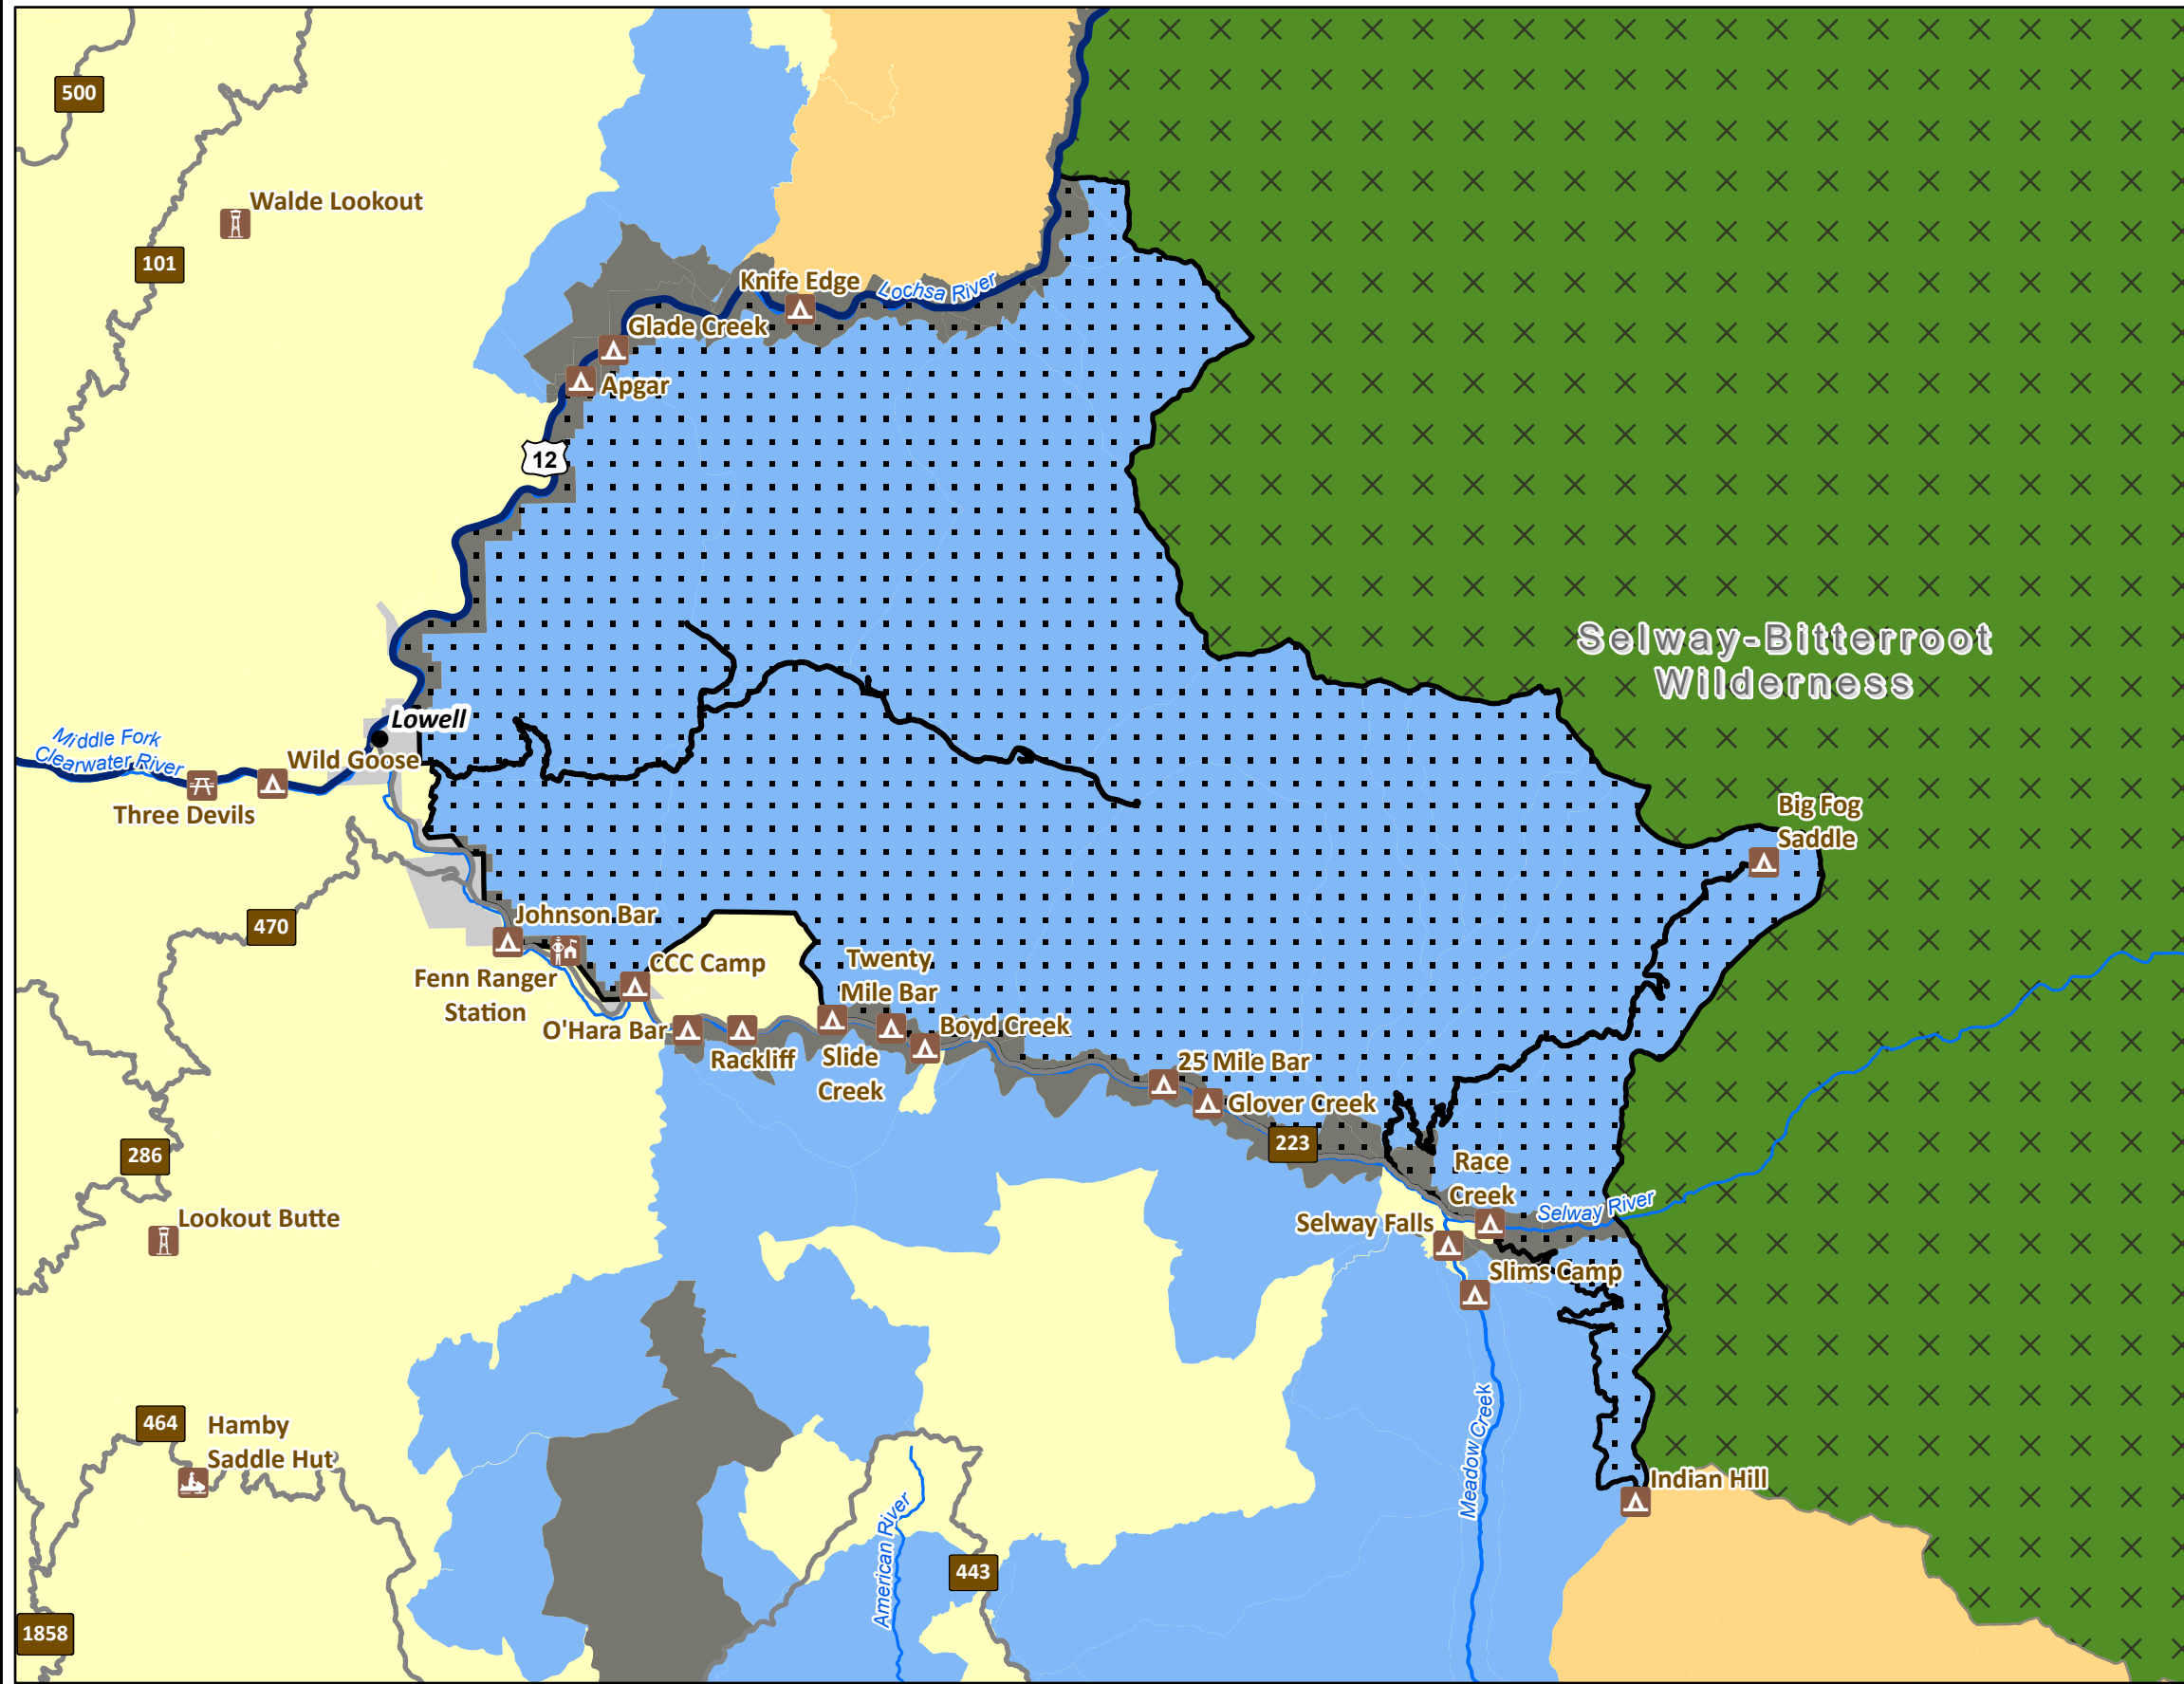 500
Walde Lookout
101
Knife Edge
Lochsa River
Glade Creek
Apgar
12
Selway-Bitterroot
Wilderness
Lowell
Middle Fork
Clearwater River
Wild Goose
Three Devils
Big Fog
Saddle
470
Johnson Bar
Fenn Ranger
Station
CCC Camp
Twenty
Mile Bar
O'Hara Bar
Rackliff
Slide
Creek
Boyd Creek
25 Mile Bar
Glover Creek
223
286
Race
Creek
Selway River
Lookout Butte
Selway Falls
Slims Camp
464
Hamby
Saddle Hut
Meadow Creek
Indian Hill
American River
443
1858